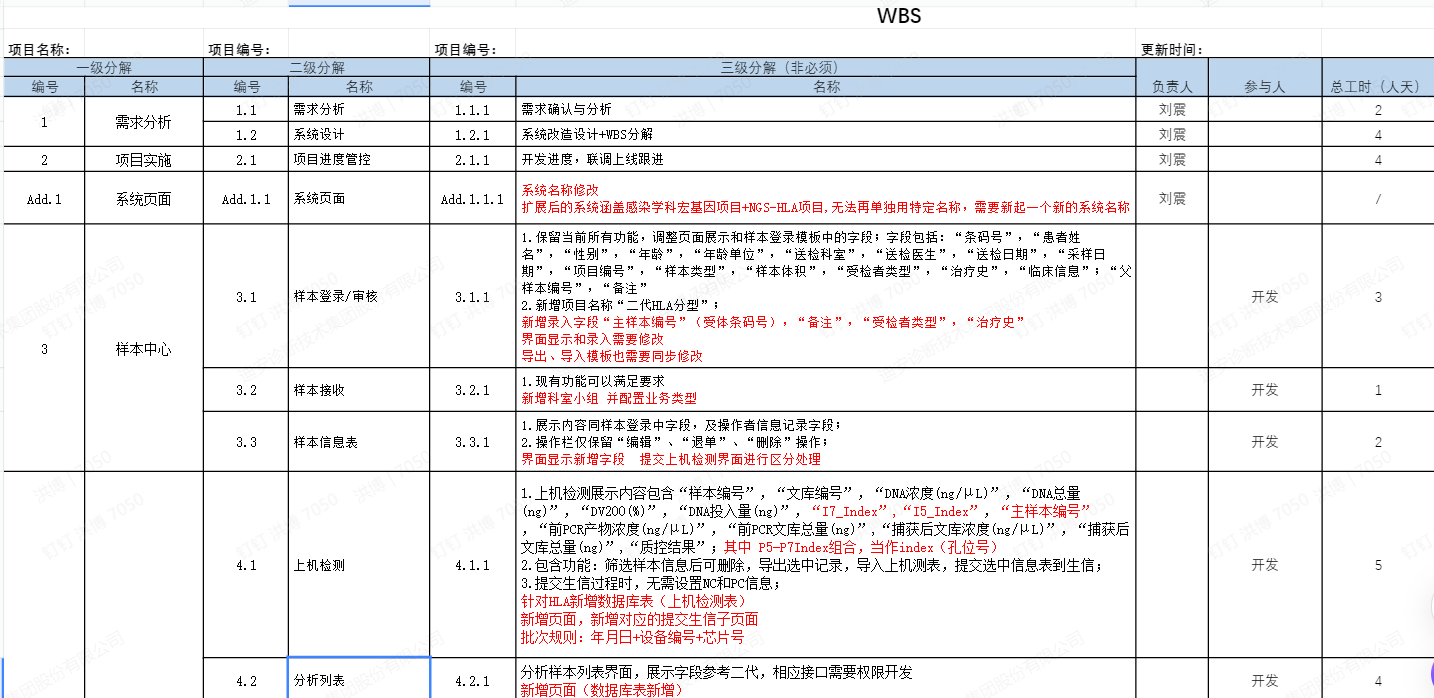 WBS
项目名称: 项目编号: 项目编号: 更新时间:
一级分解 二级分解 三级分解（非必须） 负责人 参与人 总工时（人天）
编号 名称 编号 名称 编号 名称
1 需求分析 1.1 需求分析 1.1.1 需求确认与分析 刘震 2
1.2 系统设计 1.2.1 系统改造设计+WBS分解 刘震 4
2 项目实施 2.1 项目进度管控 2.1.1 开发进度，联调上线跟进 刘震 4
Add.1 系统页面 Add.1.1 系统页面 Add.1.1.1 系统名称修改 刘震 /
扩展后的系统涵盖感染学科宏基因项目+NGS-HLA项目,无法再单独用特定名称，需要新起一个新的系统名称
3 样本中心 3.1 样本登录/审核 3.1.1 开发 3
1.保留当前所有功能，调整页面展示和样本登录模板中的字段；字段包括：“条码号”，“患者姓
名”，“性别”，“年龄”，“年龄单位”，“送检科室”，“送检医生”，“送检日期”，“采样日
期”，“项目编号”，“样本类型”，“样本体积”，“受检者类型”，“治疗史”，“临床信息”；“父
样本编号”，“备注”
2.新增项目名称“二代HLA分型”；
新增录入字段“主样本编号”（受体条码号），“备注”，“受检者类型”，“治疗史”
界面显示和录入需要修改
导出、导入模板也需要同步修改
3.2 样本接收 3.2.1 开发 1
1.现有功能可以满足要求
新增科室小组 并配置业务类型
3.3 样本信息表 3.3.1 开发 2
1.展示内容同样本登录中字段，及操作者信息记录字段；
2.操作栏仅保留“编辑”、“退单”、“删除”操作；
界面显示新增字段 提交上机检测界面进行区分处理
4.1 上机检测 4.1.1 开发 5
1.上机检测展示内容包含“样本编号”，“文库编号”，“DNA浓度(ng/μL)”，“DNA总量
(ng)”，“DV200(%)”，“DNA投入量(ng)”，“I7_Index”,“I5_Index”，“主样本编号”
，“前PCR产物浓度(ng/μL)”，“前PCR文库总量(ng)”,“捕获后文库浓度(ng/μL)”，“捕获后
文库总量(ng)”,“质控结果”；其中 P5-P7Index组合，当作index（孔位号）
2.包含功能：筛选样本信息后可删除，导出选中记录，导入上机测表，提交选中信息表到生信；
3.提交生信过程时，无需设置NC和PC信息；
针对HLA新增数据库表（上机检测表）
新增页面，新增对应的提交生信子页面
批次规则：年月日+设备编号+芯片号
4.2 分析列表 4.2.1 开发 4
分析样本列表界面，展示字段参考二代，相应接口需要权限开发
新增页面（数据库表新增）